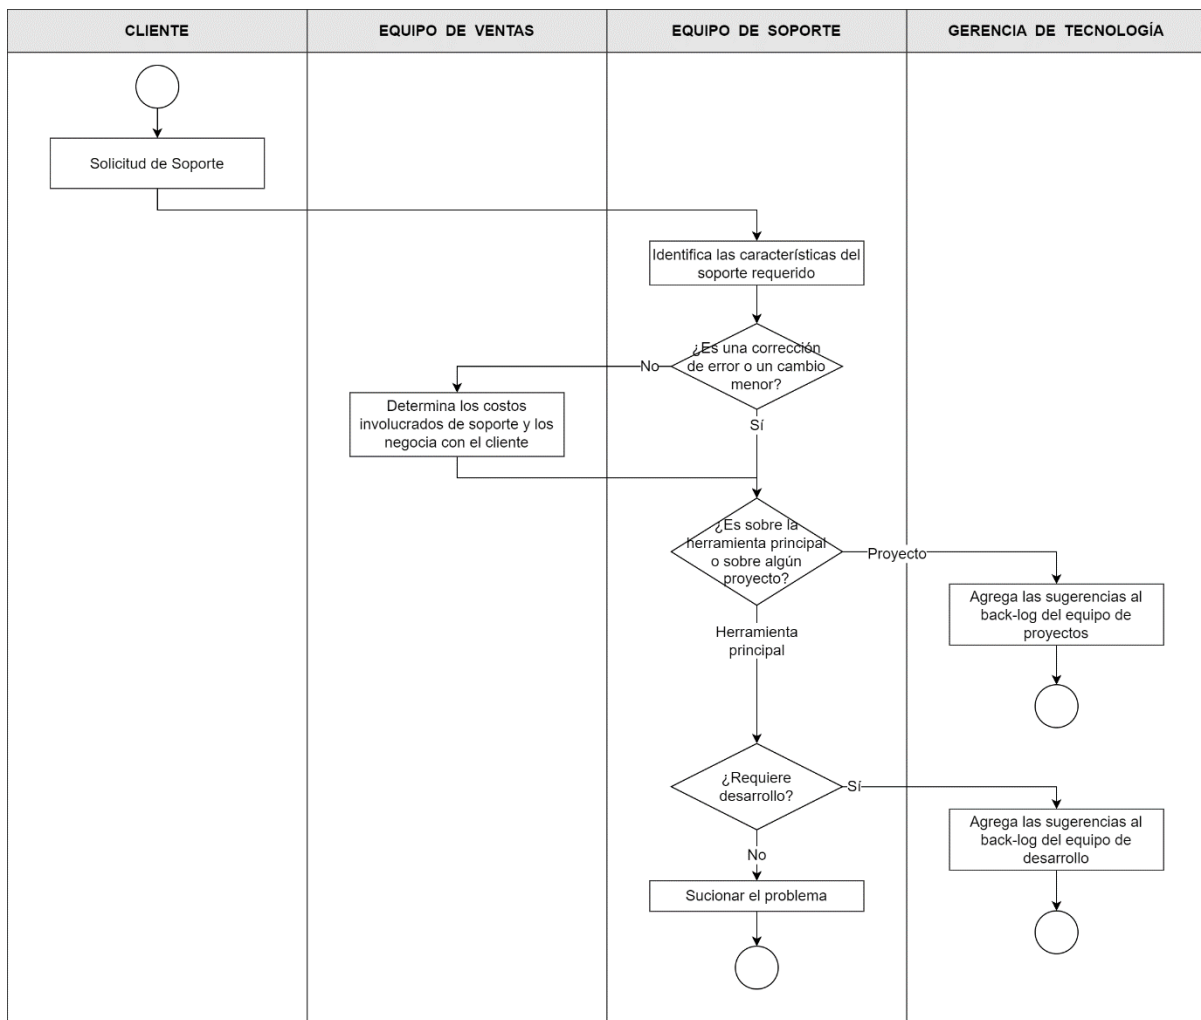 CLIENTE
EQUIPO DE VENTAS
EQUIPO DE SOPORTE
GERENCIA DE TECNOLOGÍA
Solicitud de Soporte
Identifica las características del
soporte requerido
¿Es una corrección
de error o un cambio
menor?
No
Sí
Determina los costos
involucrados de soporte y los
negocia con el cliente
¿Es sobre la
herramienta principal
o sobre algún
proyecto?
Proyecto
Agrega las sugerencias al
back-log del equipo de
proyectos
Herramienta
principal
¿Requiere
desarrollo?
Sí
Agrega las sugerencias al
back-log del equipo de
desarrollo
No
Sucionar el problema